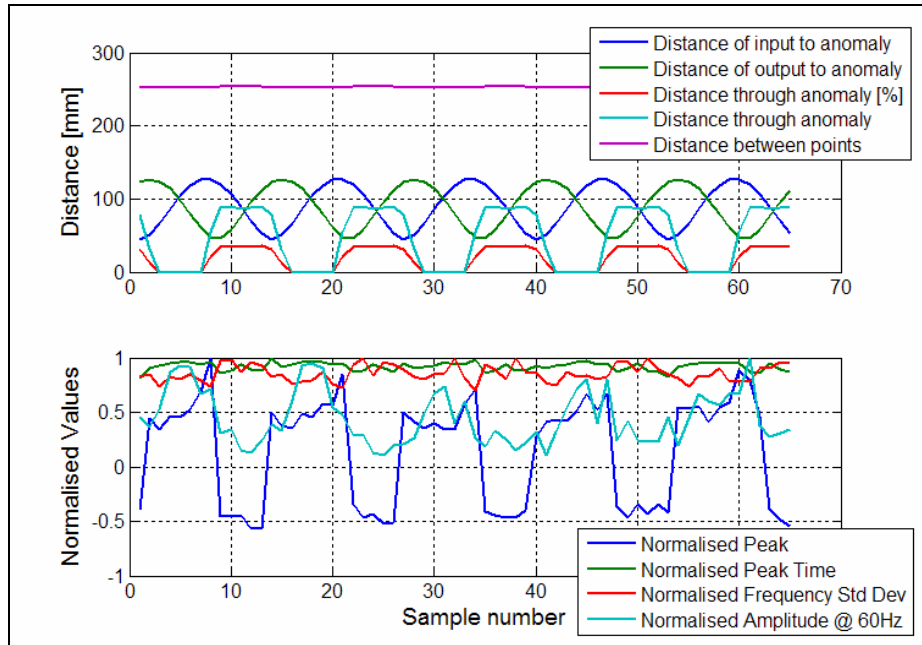 300
200
100
0
Distance [mm]
0 10 20 30 40 50 60 70
Distance of input to anomaly
Distance of output to anomaly
Distance through anomaly [%]
Distance through anomaly
Distance between points
1
0.5
0
-0.5
-1
Normalised Values
0 10 20 30 40
Sample number
Normalised Peak
Normalised Peak Time
Normalised Frequency Std Dev
Normalised Amplitude @ 60Hz